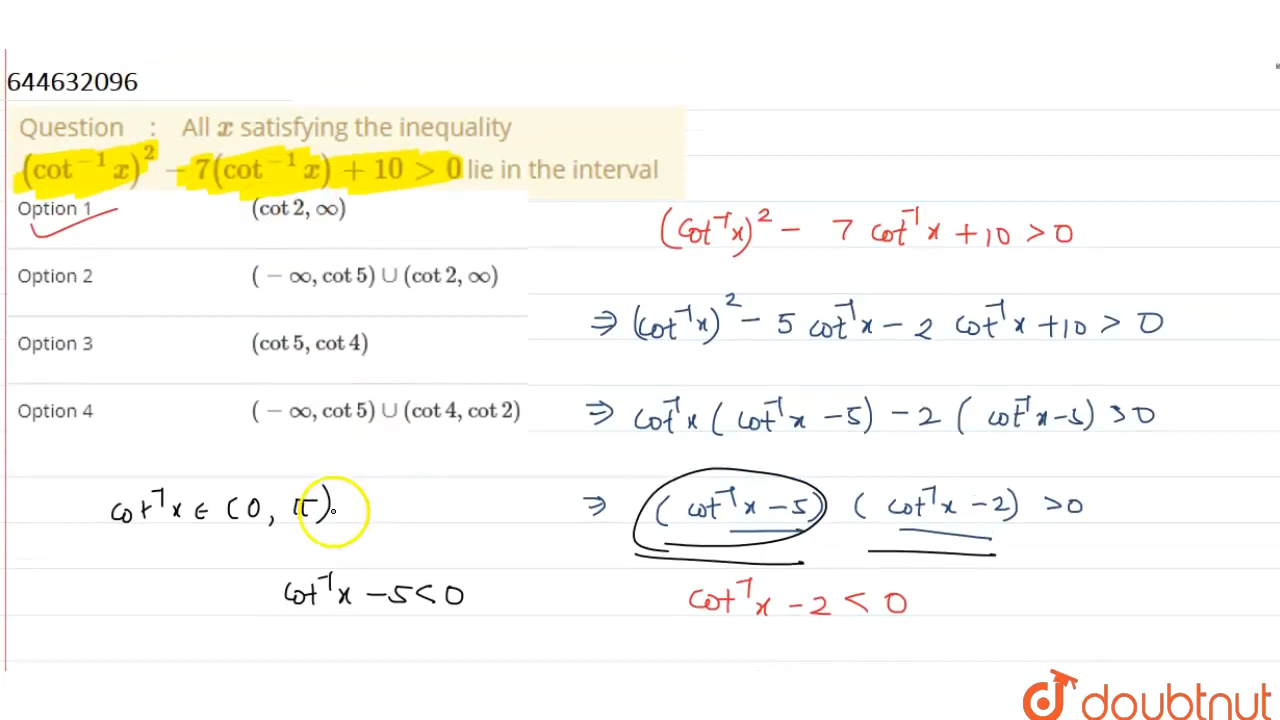 644632096
Question : All x satisfying the inequality
(cot⁻¹ x)² − 7(cot⁻¹ x) + 10 > 0 lie in the interval
Option 1 (cot 2, ∞)
Option 2 (− ∞, cot 5) ∪ (cot 2, ∞)
Option 3 (cot 5, cot 4)
Option 4 (− ∞, cot 5) ∪ (cot 4, cot 2)
(cot⁻¹x)² − 7 cot⁻¹x + 10 > 0
⇒ (cot⁻¹x)² − 5 cot⁻¹x − 2 cot⁻¹x + 10 > 0
⇒ cot⁻¹x (cot⁻¹x − 5) − 2 (cot⁻¹x − 5) > 0
⇒ (cot⁻¹x − 5) (cot⁻¹x − 2) > 0
cot⁻¹x − 2 < 0
cot⁻¹x ∈ (0, π)
cot⁻¹x − 5 < 0
doubtnut